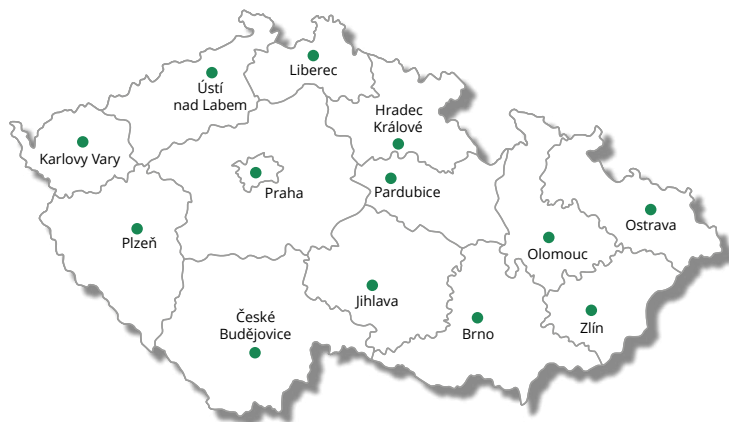 Liberec
Ústí
nad Labem
Hradec
Králové
Karlovy Vary
Praha
Pardubice
Plzeň
Ostrava
Olomouc
Jihlava
České
Budějovice
Brno
Zlín